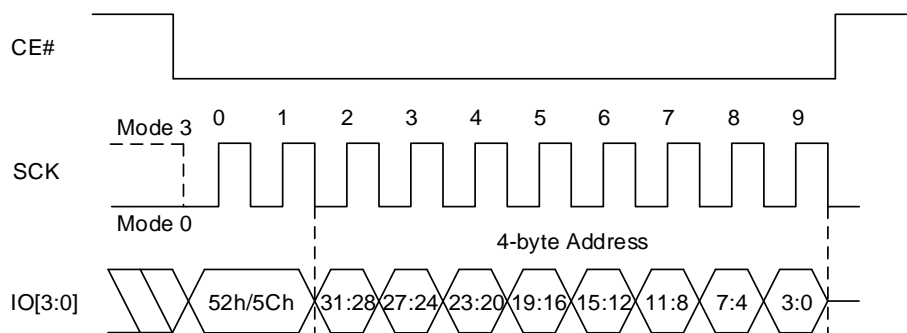 CE#
0 1 2 3 4 5 6 7 8 9
Mode 3
SCK
Mode 0
4-byte Address
IO[3:0]
52h/5Ch 31:28 27:24 23:20 19:16 15:12 11:8 7:4 3:0